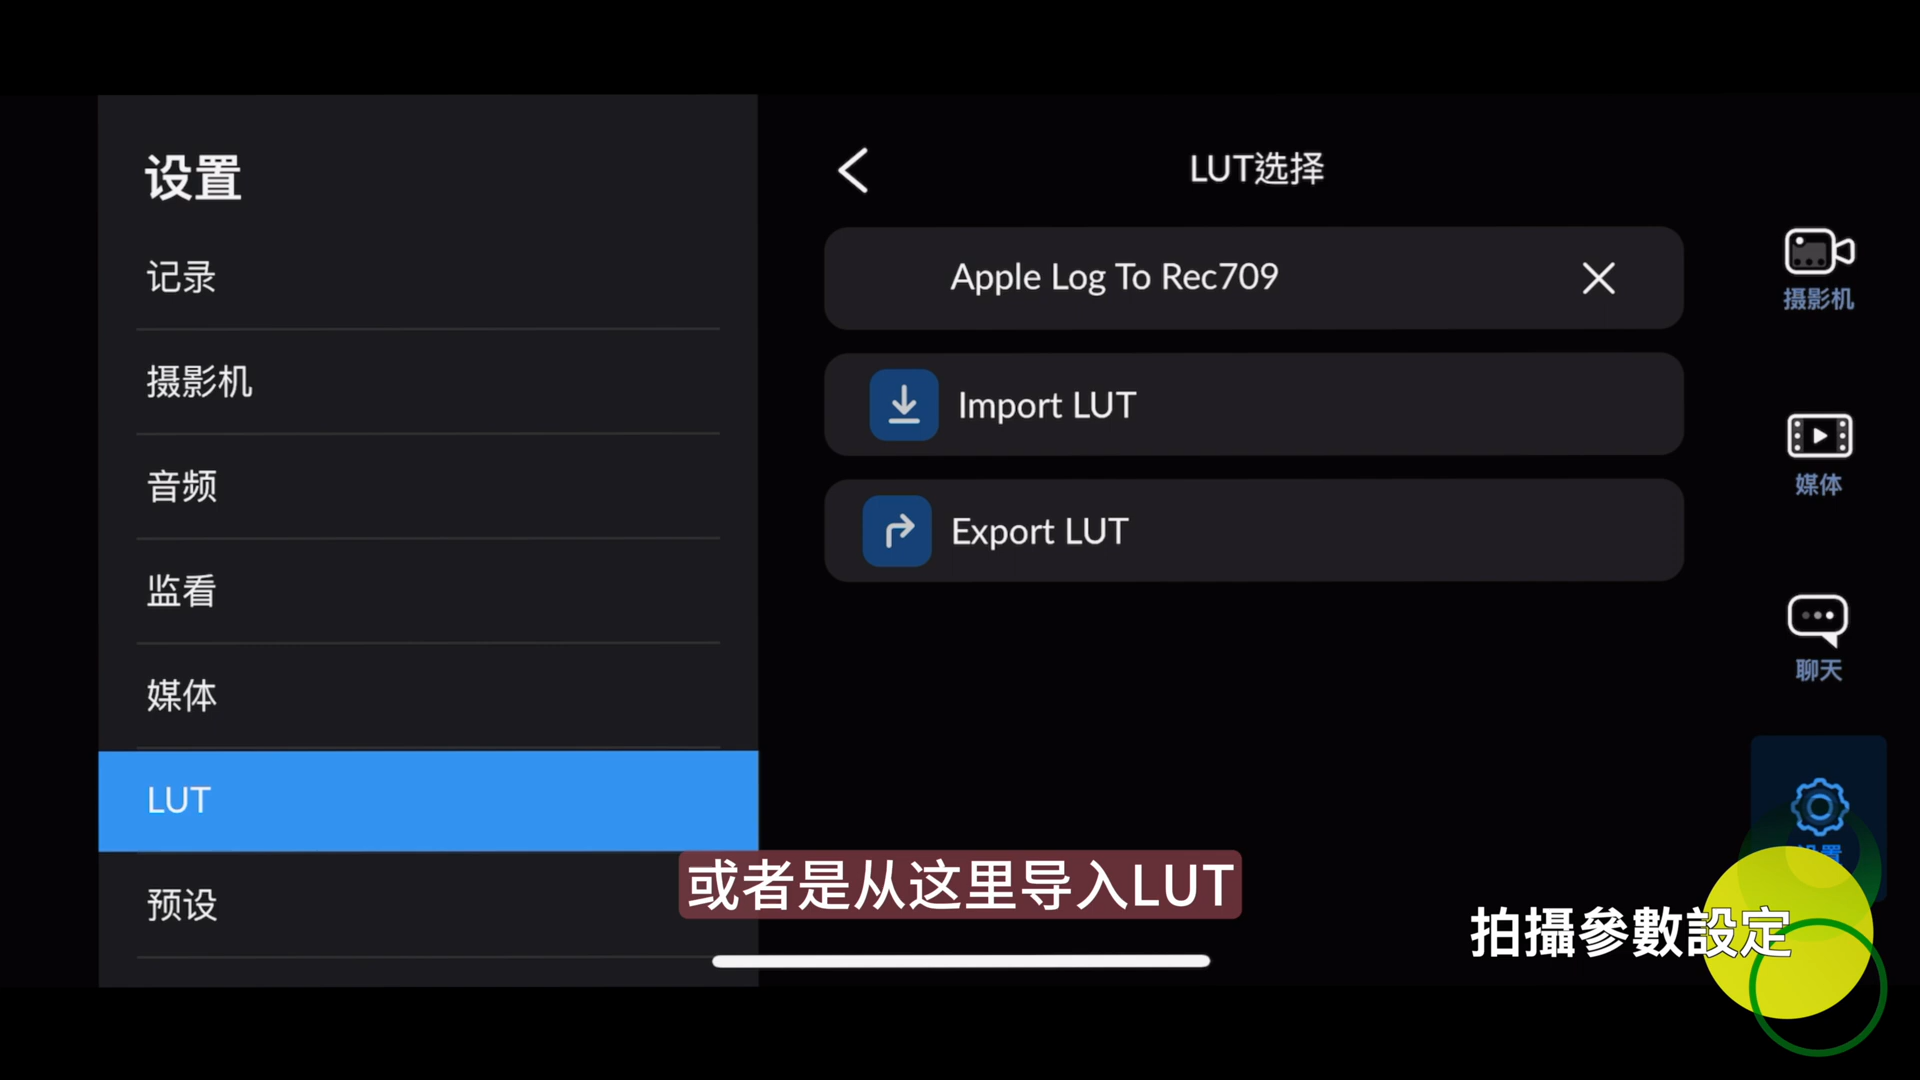 设置
记录
摄影机
音频
监看
媒体
LUT
预设
LUT选择
Apple Log To Rec709
Import LUT
Export LUT
摄影机
媒体
聊天
设置
或者是从这里导入LUT
拍攝參數設定